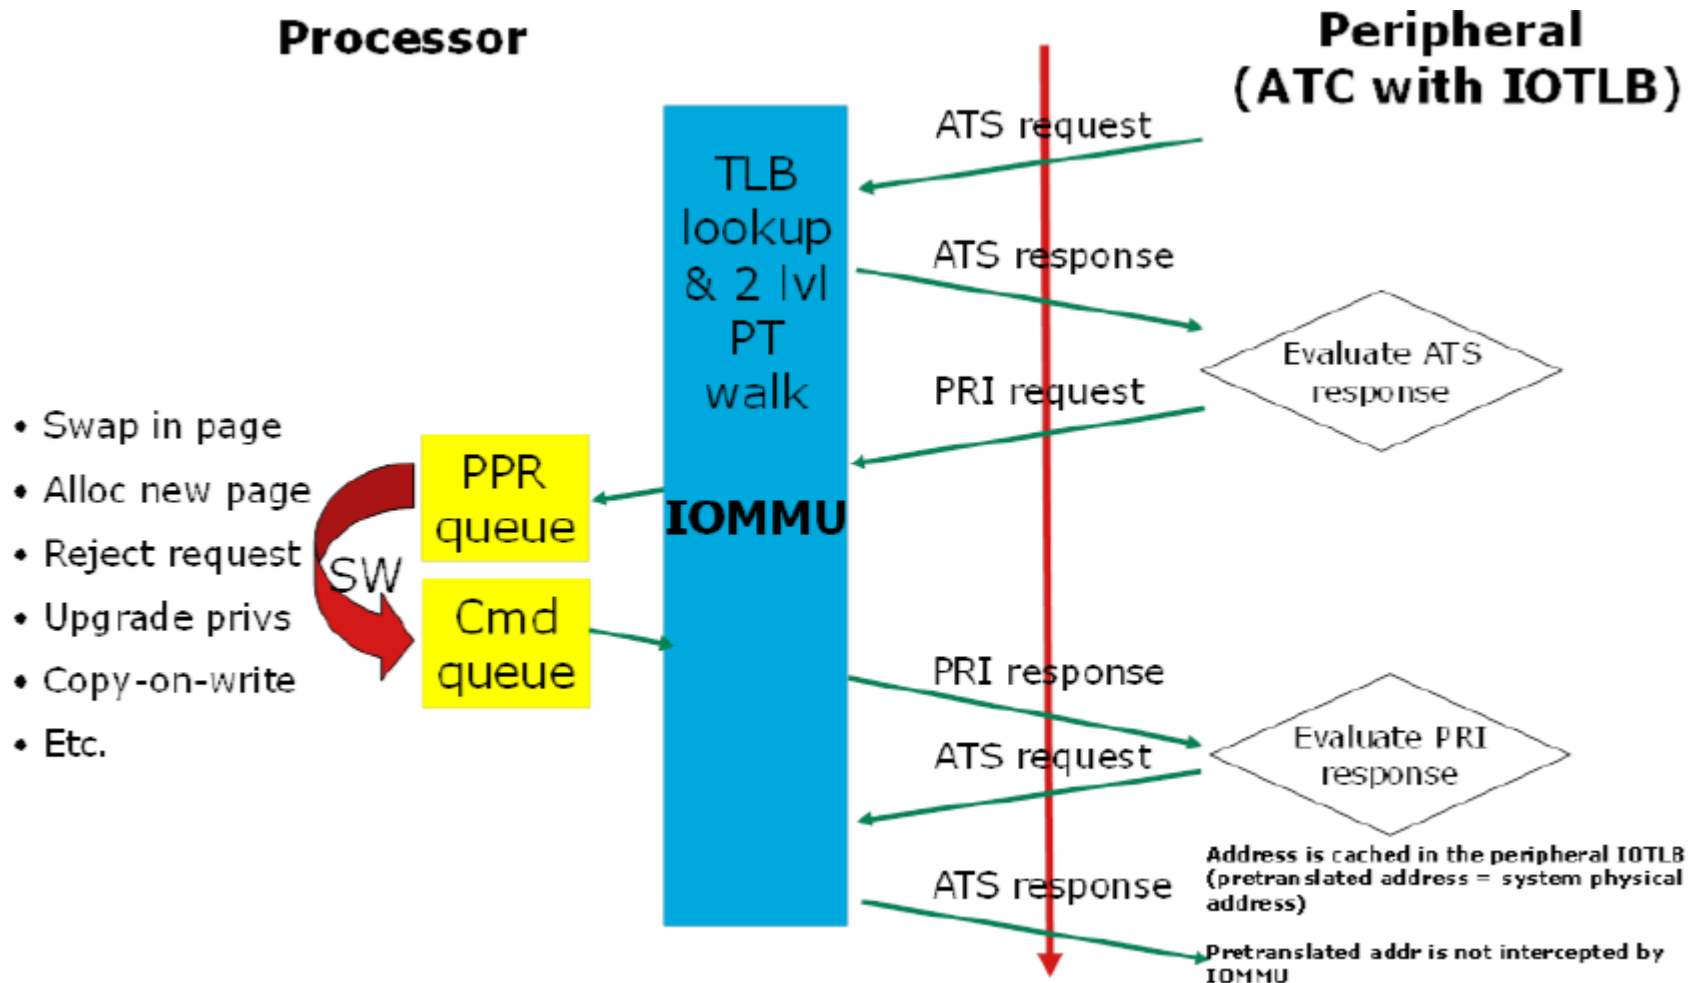 Processor
Peripheral
(ATC with IOTLB)
ATS request
TLB
lookup
& 2 lvl
PT
walk
IOMMU
ATS response
Evaluate ATS
response
PRI request
• Swap in page
• Alloc new page
• Reject request
• Upgrade privs
• Copy-on-write
• Etc.
PPR
queue
SW
Cmd
queue
PRI response
Evaluate PRI
response
ATS request
ATS response
Address is cached in the peripheral IOTLB
(pretranslated address = system physical
address)
Pretranslated addr is not intercepted by
IOMMU